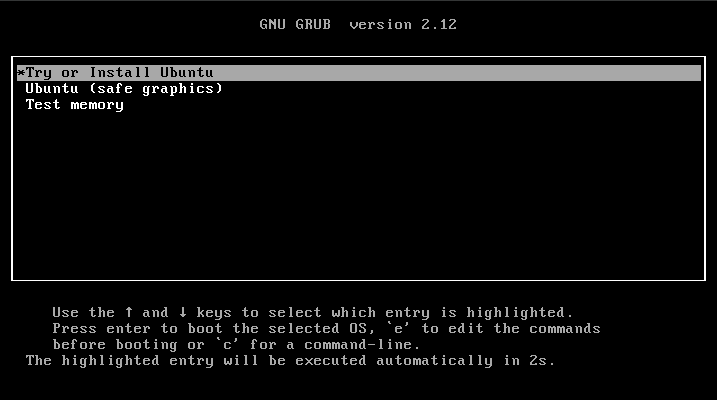 GNU GRUB  version 2.12
*Try or Install Ubuntu
Ubuntu (safe graphics)
Test memory
Use the ↑ and ↓ keys to select which entry is highlighted.
Press enter to boot the selected OS, `e' to edit the commands
before booting or `c' for a command-line.
The highlighted entry will be executed automatically in 2s.